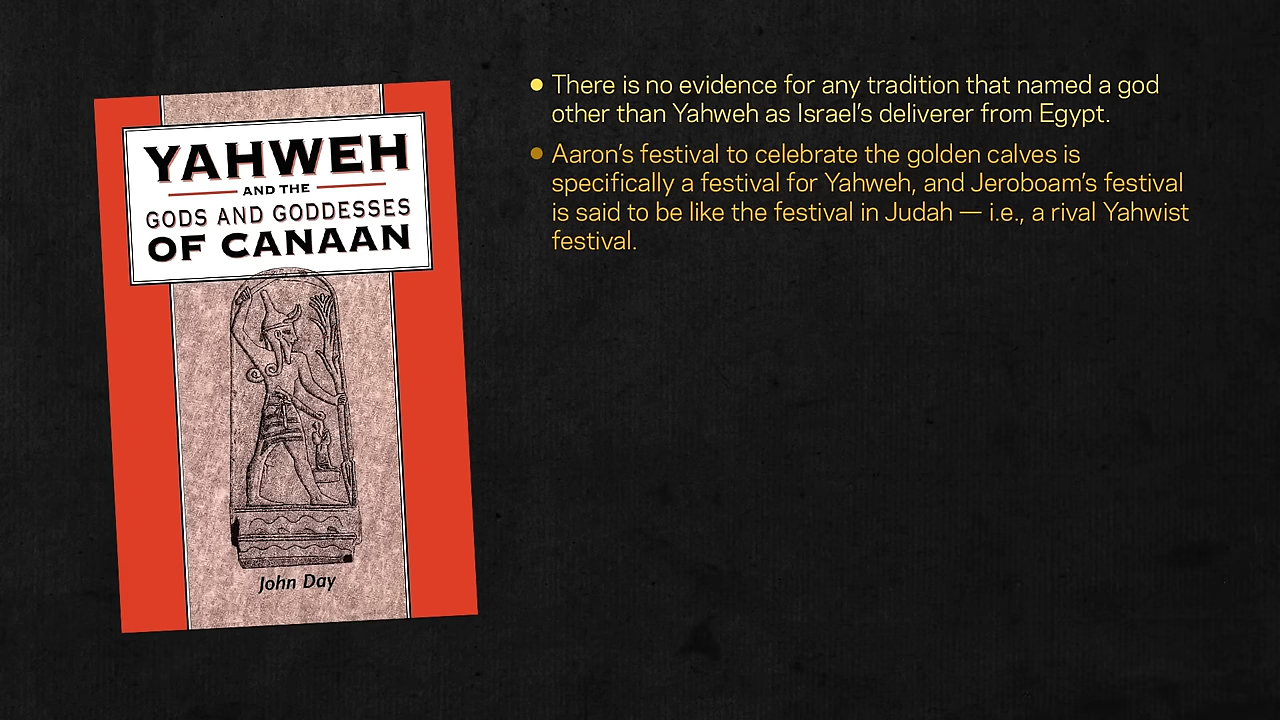 YAHWEH
AND THE
GODS AND GODDESSES
OF CANAAN
John Day
There is no evidence for any tradition that named a god
other than Yahweh as Israel's deliverer from Egypt.
Aaron's festival to celebrate the golden calves is
specifically a festival for Yahweh, and Jeroboam's festival
is said to be like the festival in Judah — i.e., a rival Yahwist
festival.